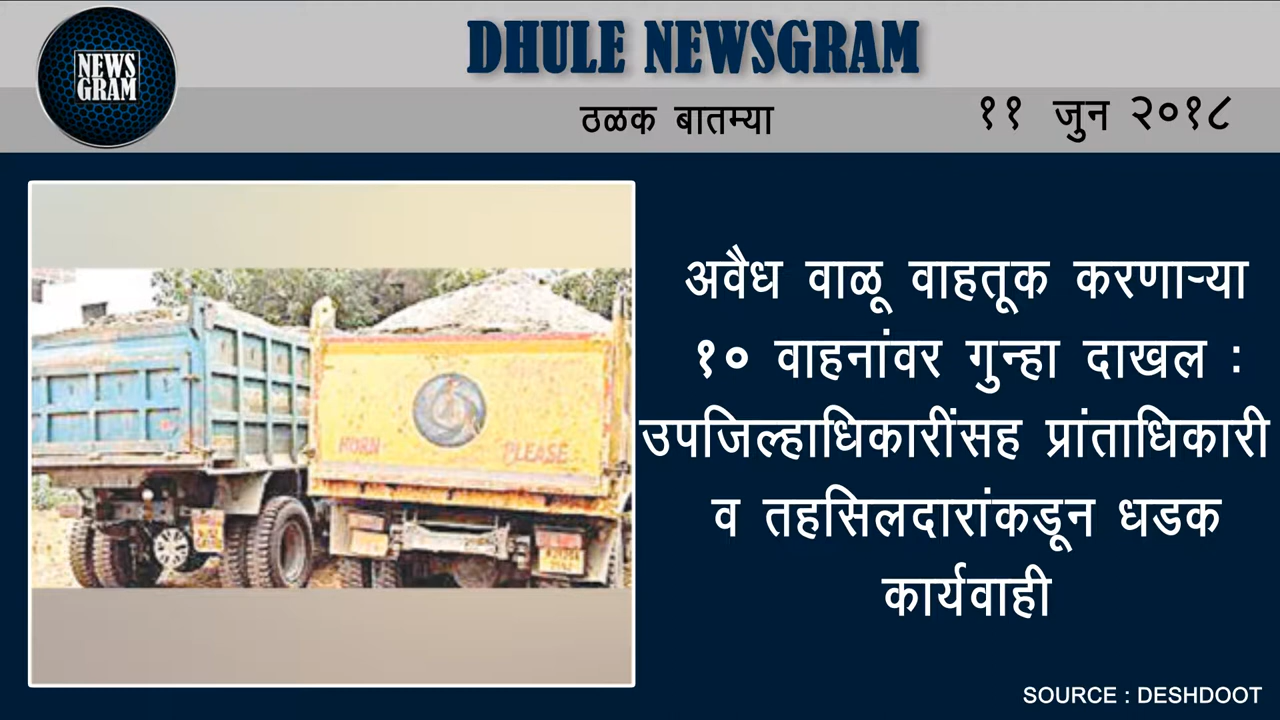 NEWS
GRAM
DHULE NEWSGRAM
ठळक बातम्या
११ जुन २०१८
अवैध वाळू वाहतूक करणाऱ्या
१० वाहनांवर गुन्हा दाखल :
उपजिल्हाधिकारींसह प्रांताधिकारी
व तहसिलदारांकडून धडक
कार्यवाही
HORN PLEASE
SOURCE : DESHDOOT